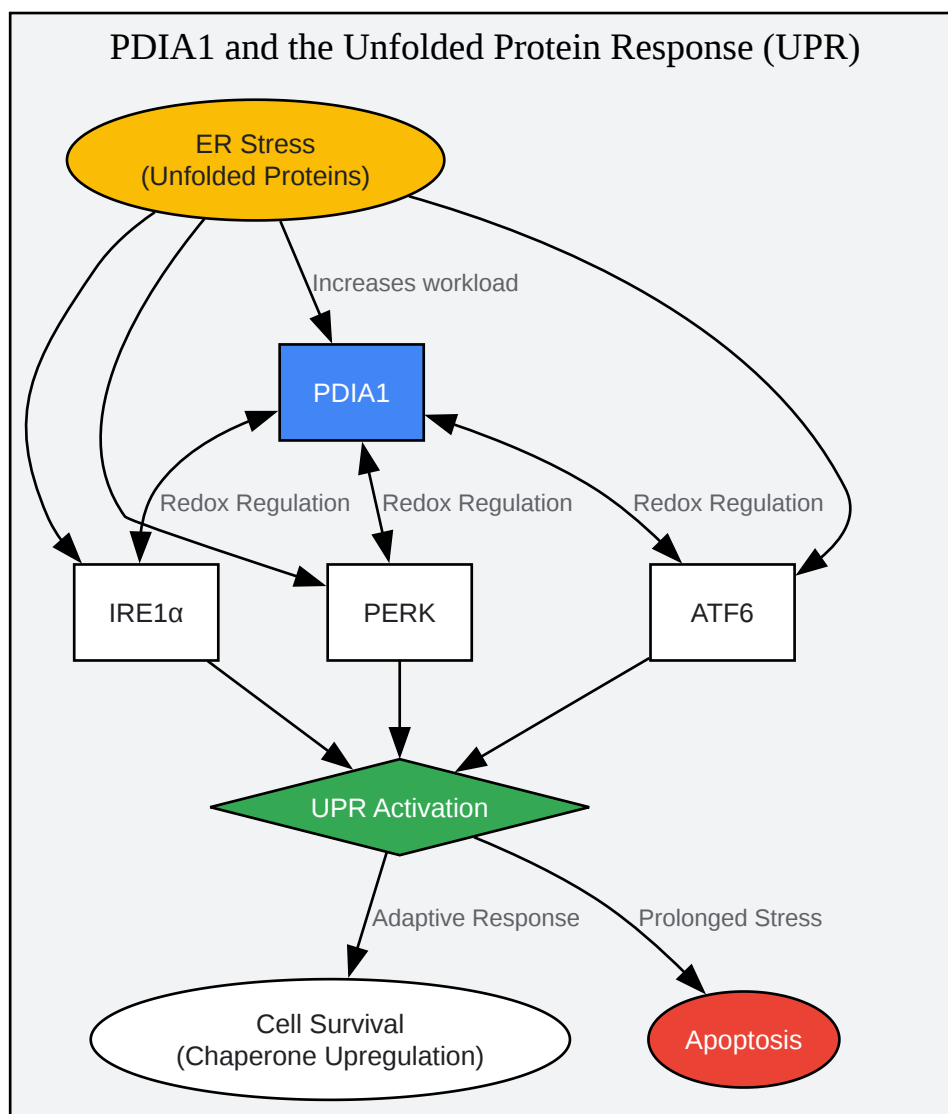 PDIA1 and the Unfolded Protein Response (UPR)
ER Stress
(Unfolded Proteins)
Increases workload
PDIA1
Redox Regulation
Redox Regulation
Redox Regulation
IRE1α
PERK
ATF6
UPR Activation
Adaptive Response
Prolonged Stress
Cell Survival
(Chaperone Upregulation)
Apoptosis